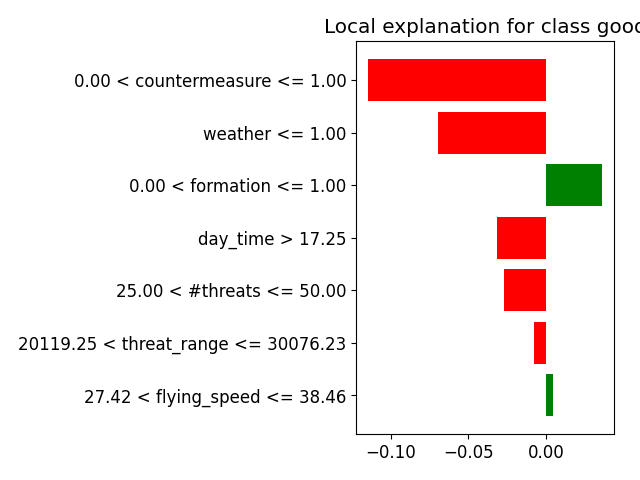 Local explanation for class good
0.00 < countermeasure <= 1.00
weather <= 1.00
0.00 < formation <= 1.00
day_time > 17.25
25.00 < #threats <= 50.00
20119.25 < threat_range <= 30076.23
27.42 < flying_speed <= 38.46
−0.10 −0.05 0.00